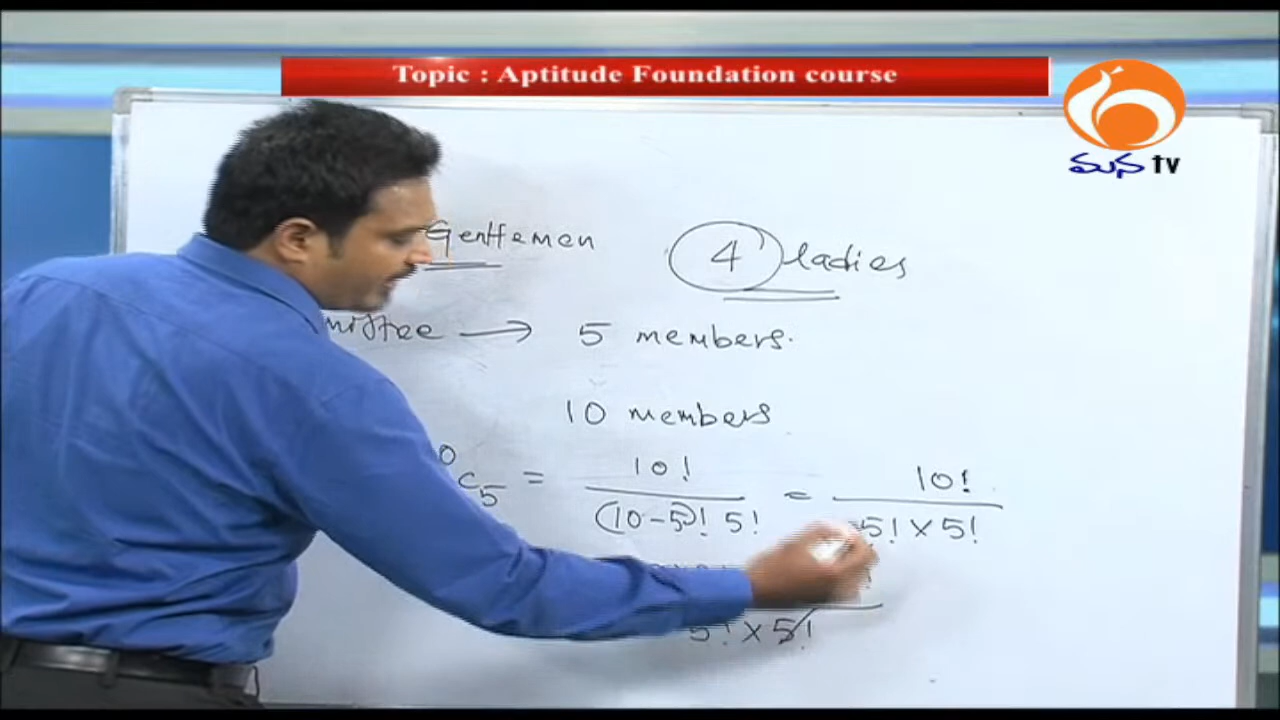 Topic : Aptitude Foundation course
మన tv
Gentlemen 4 ladies
→ 5 members.
10 members
C5 = 10! / (10-5)! 5! = 10! / 5! x 5!
5! x 5!